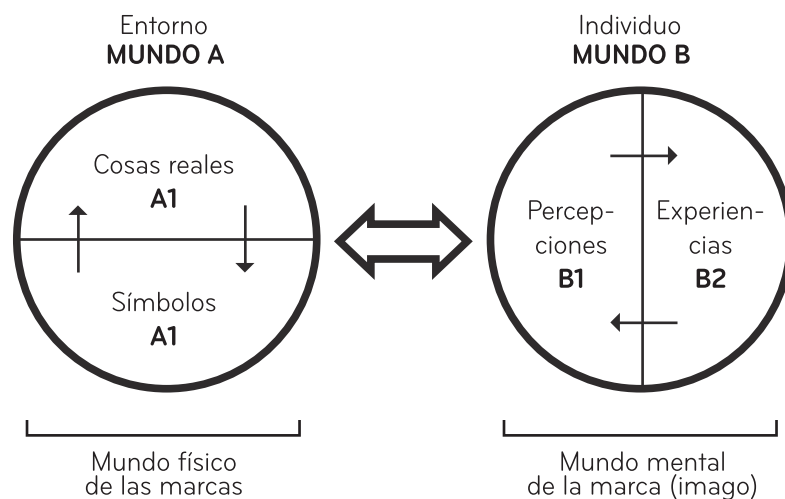 Entorno
MUNDO A
Cosas reales
A1
Símbolos
A1
Mundo físico
de las marcas
Individuo
MUNDO B
Percep-
ciones
B1
Experien-
cias
B2
Mundo mental
de la marca (imago)